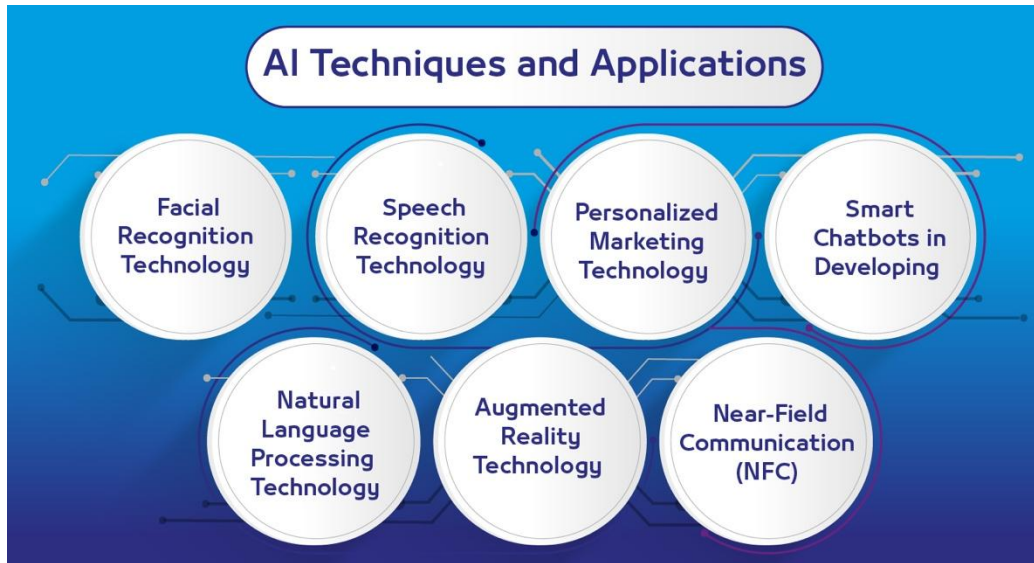 AI Techniques and Applications
Facial
Recognition
Technology
Speech
Recognition
Technology
Personalized
Marketing
Technology
Smart
Chatbots in
Developing
Natural
Language
Processing
Technology
Augmented
Reality
Technology
Near-Field
Communication
(NFC)